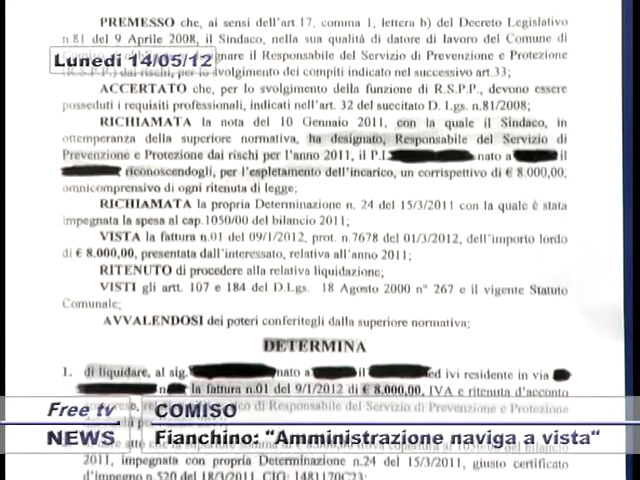 PREMESSO che, ai sensi dell'art.17, comma 1, lettera b) del Decreto Legislativo
n.81 del 9 Aprile 2008, il Sindaco, nella sua qualità di datore di lavoro del Comune di
designare il Responsabile del Servizio di Prevenzione e Protezione
Lunedì 14/05/12
(R.S.P.P.) dai rischi, per lo svolgimento dei compiti indicato nel successivo art.33;
ACCERTATO che, per lo svolgimento della funzione di R.S.P.P., devono essere
posseduti i requisiti professionali, indicati nell'art. 32 del succitato D. Lgs. n.81/2008;
RICHIAMATA la nota del 10 Gennaio 2011, con la quale il Sindaco, in
ottemperanza della superiore normativa, ha designato, Responsabile del Servizio di
Prevenzione e Protezione dai rischi per l'anno 2011, il P.I. nato a il
riconoscendogli, per l'espletamento dell'incarico, un corrispettivo di € 8.000,00,
omnicomprensivo di ogni ritenuta di legge;
RICHIAMATA la propria Determinazione n. 24 del 15/3/2011 con la quale è stata
impegnata la spesa al cap.1050/00 del bilancio 2011;
VISTA la fattura n.01 del 09/1/2012, prot. n.7678 del 01/3/2012, dell'importo lordo
di € 8.000,00, presentata dall'interessato, relativa all'anno 2011;
RITENUTO di procedere alla relativa liquidazione;
VISTI gli artt. 107 e 184 del D.Lgs. 18 Agosto 2000 n° 267 e il vigente Statuto
Comunale;
AVVALENDOSI dei poteri conferitegli dalla superiore normativa;
DETERMINA
1. di liquidare, al sig. nato a il ed ivi residente in via
la fattura n.01 del 9/1/2012 di € 8.000,00, IVA e ritenuta d'acconto
di Responsabile del Servizio di Prevenzione e Protezione
Free tv
NEWS
COMISO
Fianchino: “Amministrazione naviga a vista“
2011, impegnata con propria Determinazione n.24 del 15/3/2011, giusto certificato
d'impegno n.520 del 18/3/2011, CIG: 1481170C23;